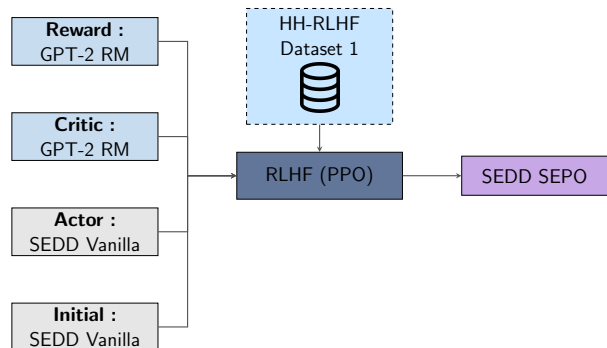 Reward :
GPT-2 RM
Critic :
GPT-2 RM
Actor :
SEDD Vanilla
Initial :
SEDD Vanilla
HH-RLHF
Dataset 1
RLHF (PPO)
SEDD SEPO